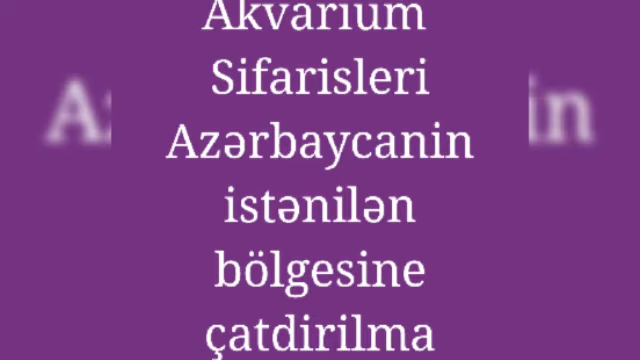 Akvarium
Sifarisleri
Azərbaycanin
istənilən
bölgesine
çatdirilma